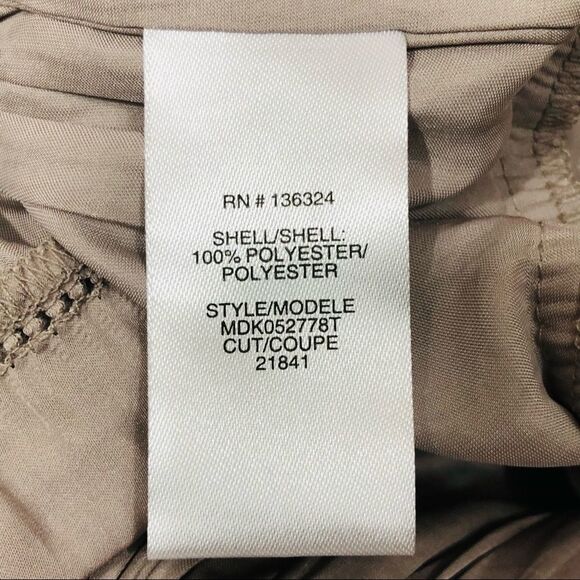 RN # 136324
SHELL/SHELL:
100% POLYESTER/
POLYESTER
STYLE/MODELE
MDK052778T
CUT/COUPE
21841